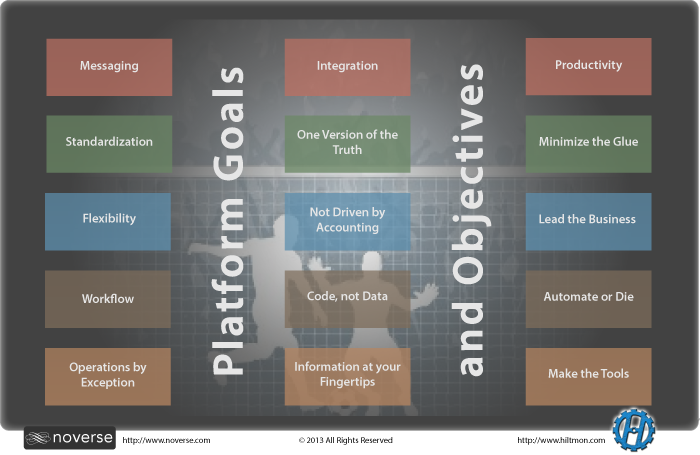 Messaging
Integration
Productivity
Standardization
One Version of the
Truth
Minimize the Glue
Flexibility
Not Driven by
Accounting
Lead the Business
Workflow
Code, not Data
Automate or Die
Operations by
Exception
Information at your
Fingertips
Make the Tools
Platform Goals
and Objectives
noverse
http://www.noverse.com
© 2013 All Rights Reserved
http://www.hiltmon.com
H